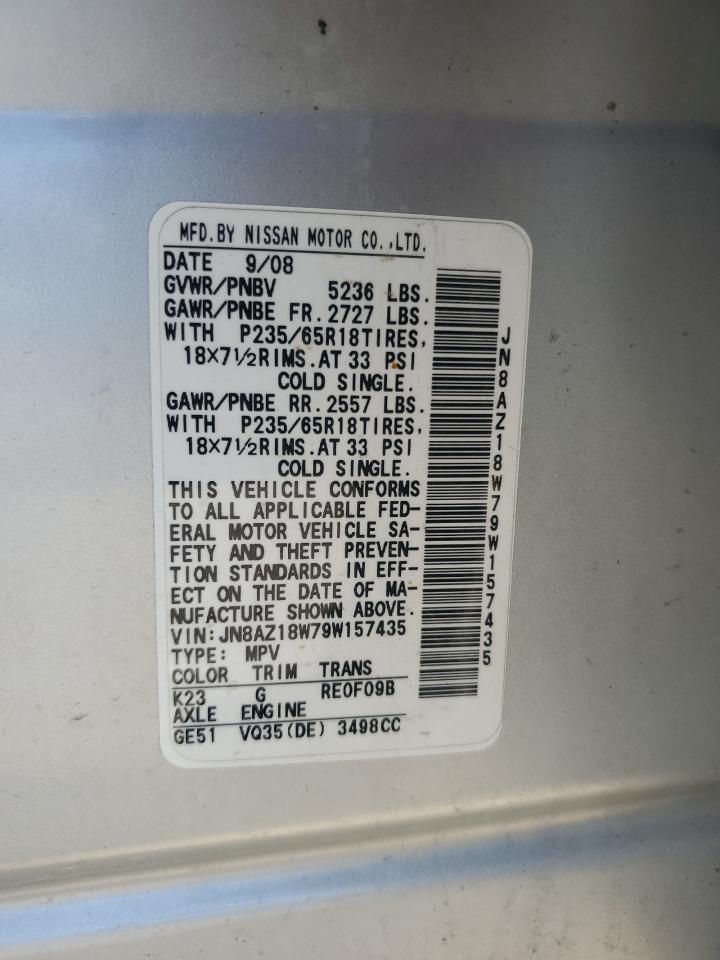 MFD.BY NISSAN MOTOR CO.,LTD.
DATE 9/08
GVWR/PNBV 5236 LBS.
GAWR/PNBE FR.2727 LBS.
WITH P235/65R18TIRES,
18X7½RIMS.AT 33 PSI
COLD SINGLE.
GAWR/PNBE RR.2557 LBS.
WITH P235/65R18TIRES,
18X7½RIMS.AT 33 PSI
COLD SINGLE.
THIS VEHICLE CONFORMS
TO ALL APPLICABLE FED-
ERAL MOTOR VEHICLE SA-
FETY AND THEFT PREVEN-
TION STANDARDS IN EFF-
ECT ON THE DATE OF MA-
NUFACTURE SHOWN ABOVE.
VIN:JN8AZ18W79W157435
TYPE: MPV
COLOR TRIM TRANS
K23 G RE0F09B
AXLE ENGINE
GE51 VQ35(DE) 3498CC
JN8AZ18W79W157435